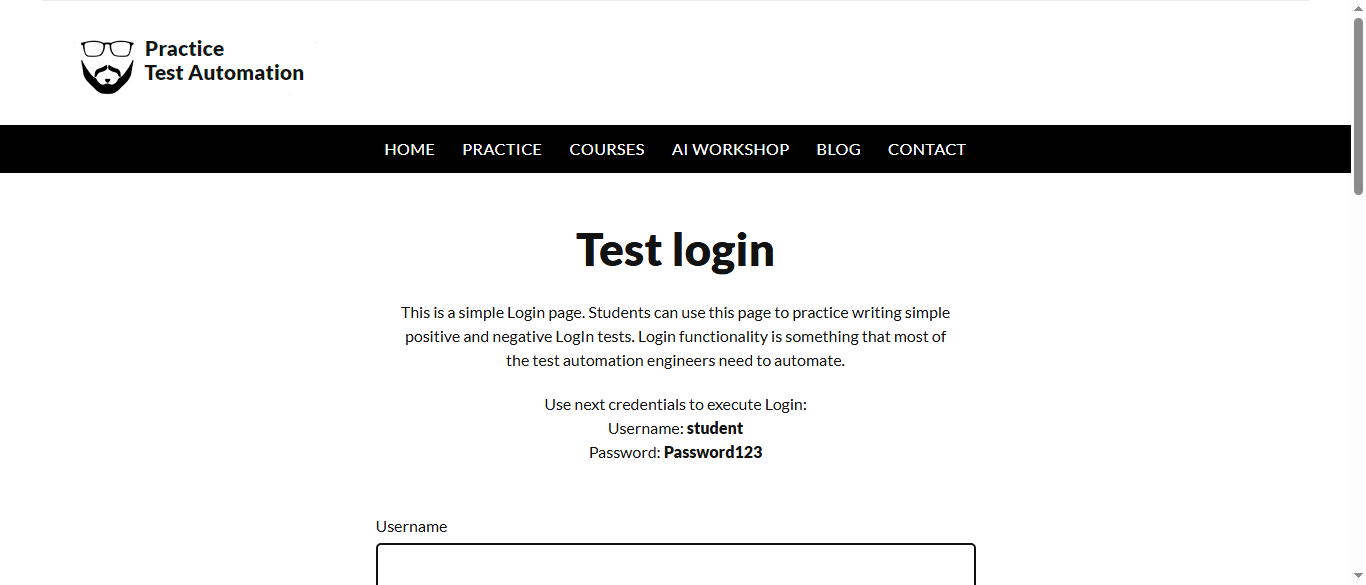 Practice
Test Automation
HOME PRACTICE COURSES AI WORKSHOP BLOG CONTACT
Test login
This is a simple Login page. Students can use this page to practice writing simple
positive and negative LogIn tests. Login functionality is something that most of
the test automation engineers need to automate.
Use next credentials to execute Login:
Username: student
Password: Password123
Username